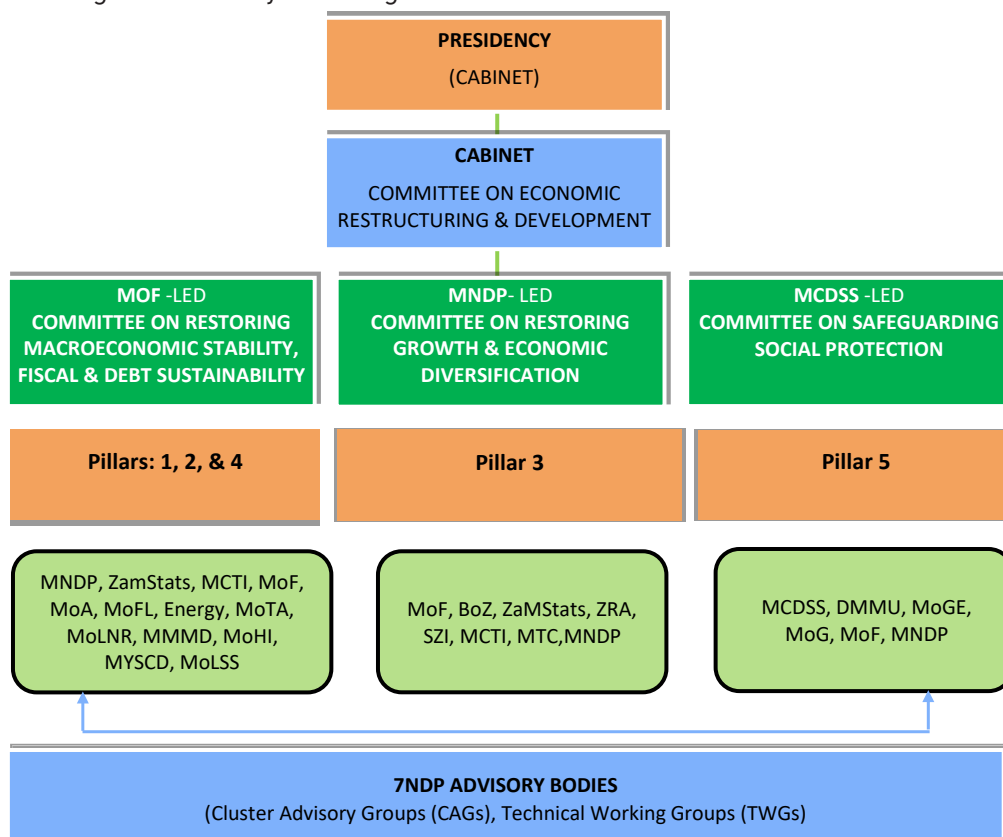 PRESIDENCY
(CABINET)
CABINET
COMMITTEE ON ECONOMIC
RESTRUCTURING & DEVELOPMENT
MOF -LED
COMMITTEE ON RESTORING
MACROECONOMIC STABILITY,
FISCAL & DEBT SUSTAINABILITY
MNDP- LED
COMMITTEE ON RESTORING
GROWTH & ECONOMIC
DIVERSIFICATION
MCDSS -LED
COMMITTEE ON SAFEGUARDING
SOCIAL PROTECTION
Pillars: 1, 2, & 4
Pillar 3
Pillar 5
MNDP, ZamStats, MCTI, MoF,
MoA, MoFL, Energy, MoTA,
MoLNR, MMMD, MoHI,
MYSCD, MoLSS
MoF, BoZ, ZaMStats, ZRA,
SZI, MCTI, MTC,MNDP
MCDSS, DMMU, MoGE,
MoG, MoF, MNDP
7NDP ADVISORY BODIES
(Cluster Advisory Groups (CAGs), Technical Working Groups (TWGs)